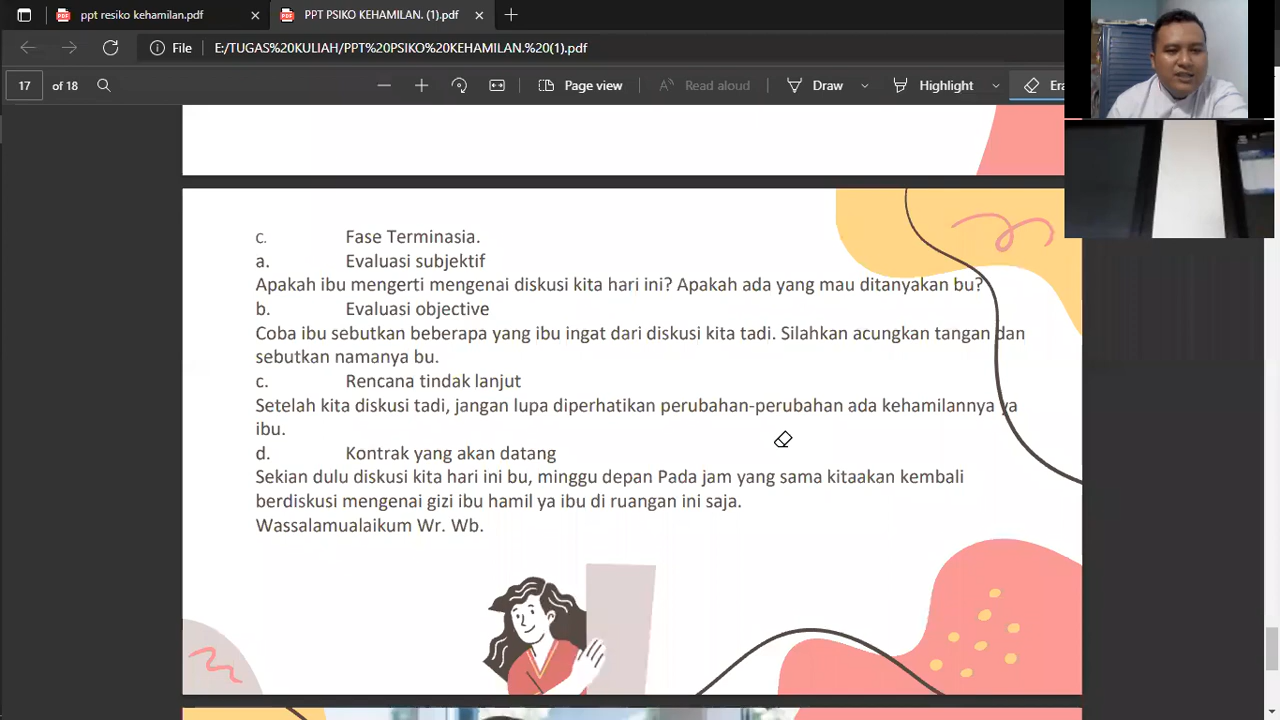 ppt resiko kehamilan.pdf
PPT PSIKO KEHAMILAN. (1).pdf
File
E:/TUGAS%20KULIAH/PPT%20PSIKO%20KEHAMILAN.%20(1).pdf
17 of 18
Page view
Read aloud
Draw
Highlight
Era
c. Fase Terminasia.
a. Evaluasi subjektif
Apakah ibu mengerti mengenai diskusi kita hari ini? Apakah ada yang mau ditanyakan bu?
b. Evaluasi objective
Coba ibu sebutkan beberapa yang ibu ingat dari diskusi kita tadi. Silahkan acungkan tangan dan
sebutkan namanya bu.
c. Rencana tindak lanjut
Setelah kita diskusi tadi, jangan lupa diperhatikan perubahan-perubahan ada kehamilannya ya
ibu.
d. Kontrak yang akan datang
Sekian dulu diskusi kita hari ini bu, minggu depan Pada jam yang sama kitaakan kembali
berdiskusi mengenai gizi ibu hamil ya ibu di ruangan ini saja.
Wassalamualaikum Wr. Wb.